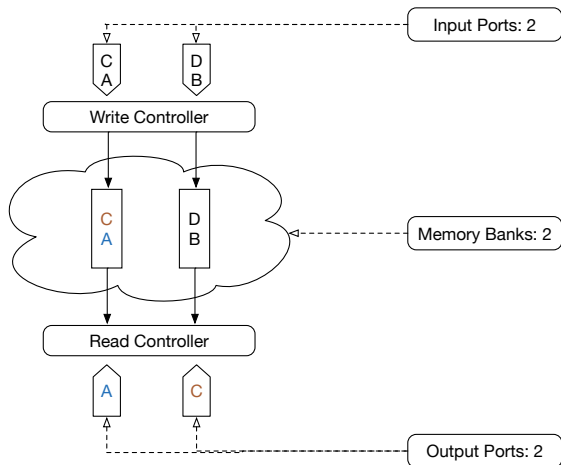 Input Ports: 2
C D
A B
Write Controller
C D
A B
Memory Banks: 2
Read Controller
A C
Output Ports: 2